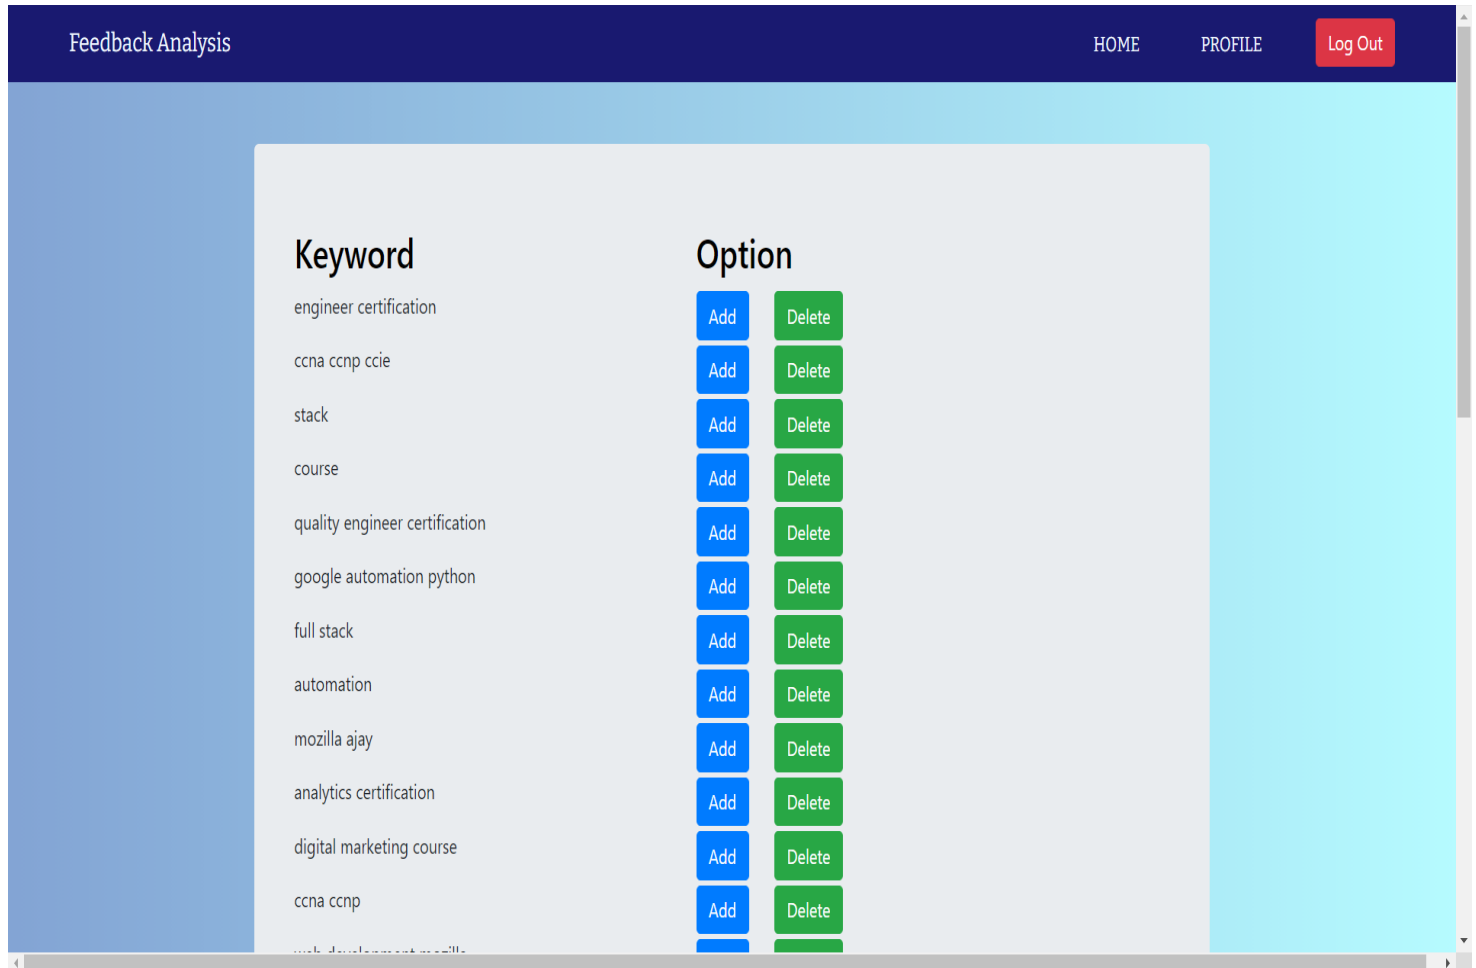 Feedback Analysis HOME PROFILE Log Out
Keyword Option
engineer certification Add Delete
ccna ccnp ccie Add Delete
stack Add Delete
course Add Delete
quality engineer certification Add Delete
google automation python Add Delete
full stack Add Delete
automation Add Delete
mozilla ajay Add Delete
analytics certification Add Delete
digital marketing course Add Delete
ccna ccnp Add Delete
web development mozilla